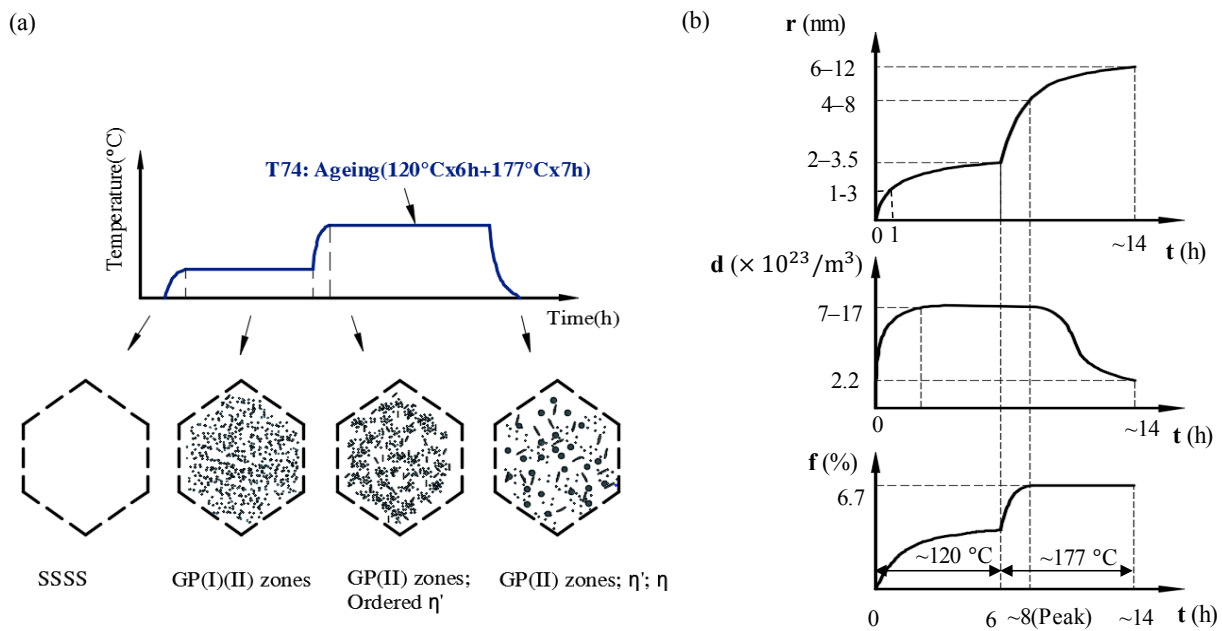 (a)
Temperature(°C)
T74: Ageing(120°Cx6h+177°Cx7h)
Time(h)
SSSS
GP(I)(II) zones
GP(II) zones;
Ordered η'
GP(II) zones; η'; η
(b)
r (nm)
6–12
4–8
2–3.5
1-3
0 1
~14
t (h)
d (× 10²³/m³)
7–17
2.2
0
~14
t (h)
f (%)
6.7
~120 °C
~177 °C
0
6
~8(Peak)
~14
t (h)